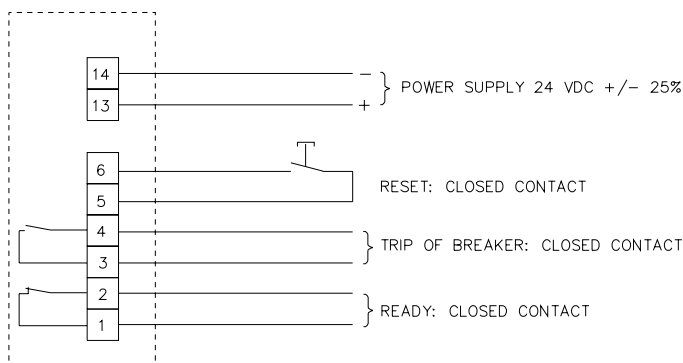 14 −
13 + POWER SUPPLY 24 VDC +/− 25%
6
5 RESET: CLOSED CONTACT
4
3 TRIP OF BREAKER: CLOSED CONTACT
2
1 READY: CLOSED CONTACT